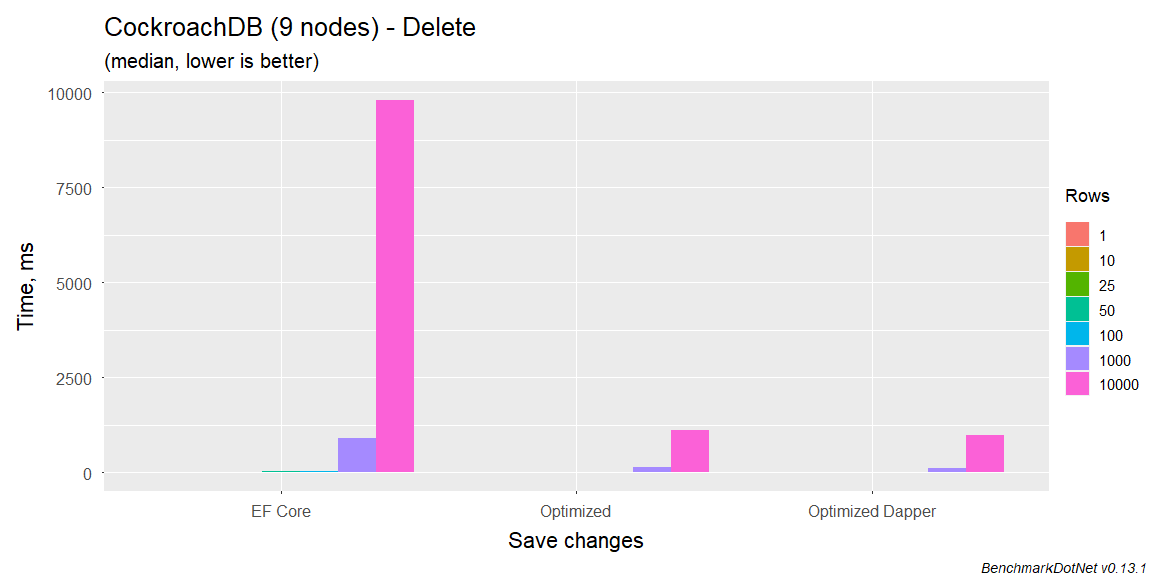 CockroachDB (9 nodes) - Delete
(median, lower is better)
Time, ms
10000
7500
5000
2500
0
EF Core
Optimized
Optimized Dapper
Save changes
Rows
1
10
25
50
100
1000
10000
BenchmarkDotNet v0.13.1